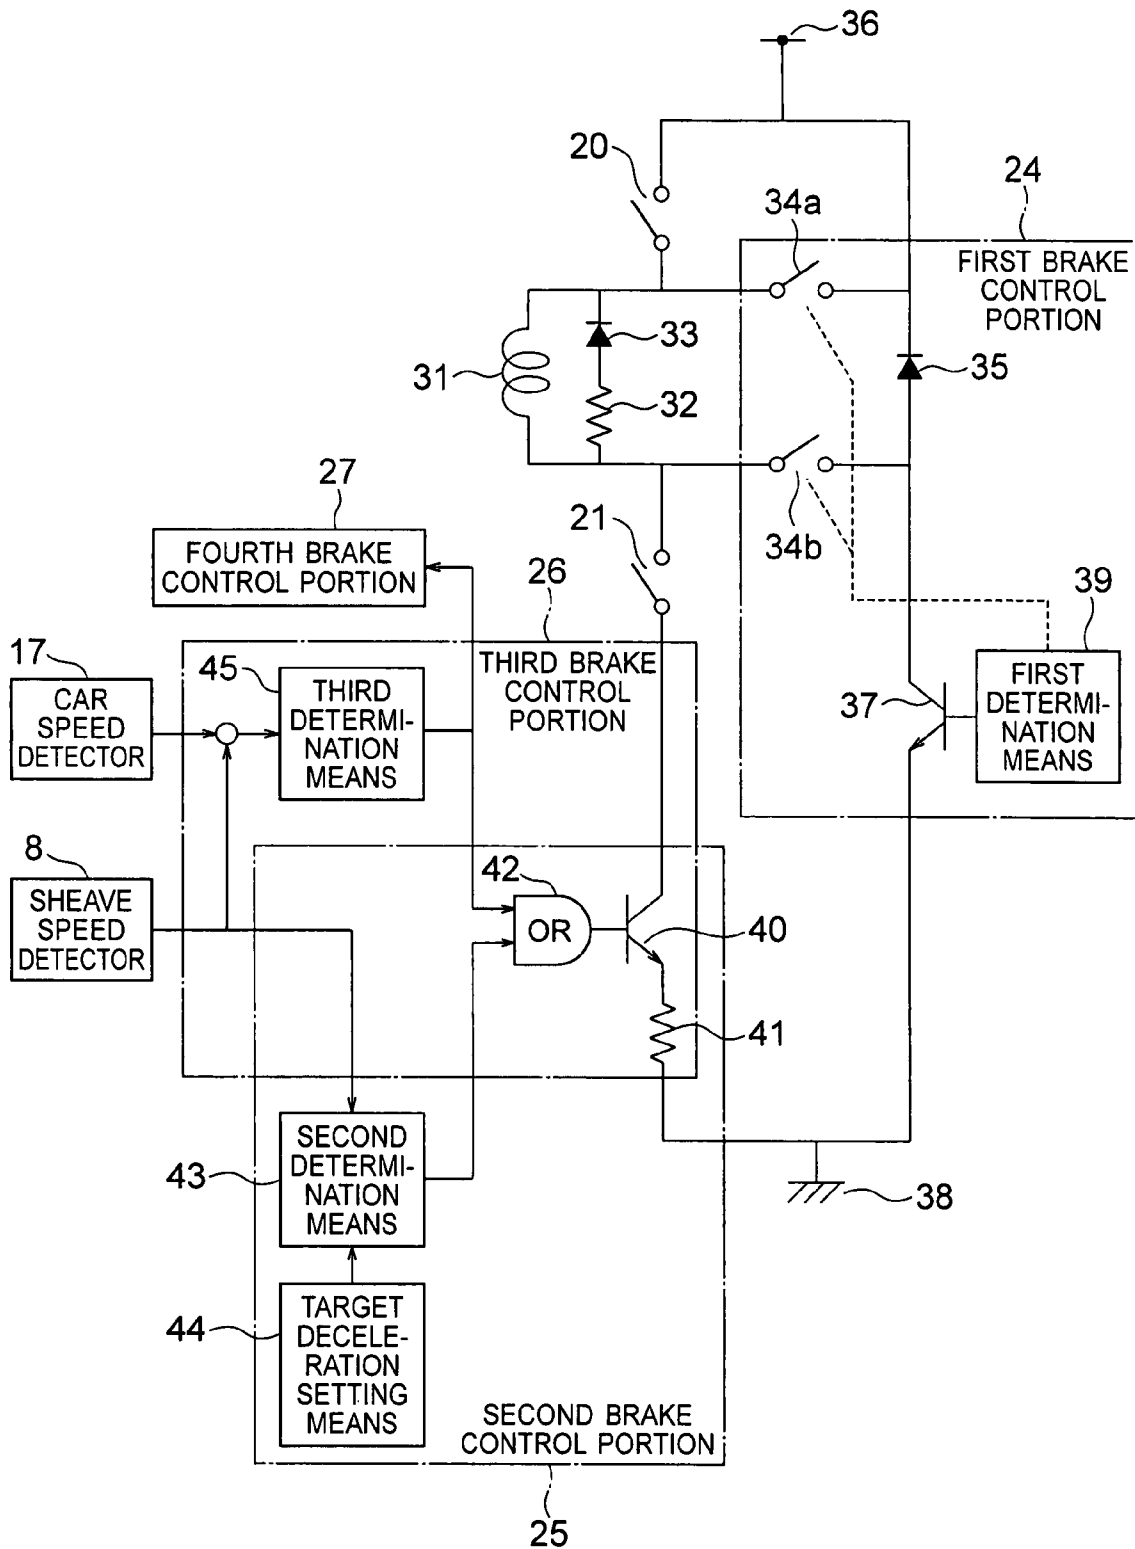 36
20
24
34a
FIRST BRAKE
CONTROL
PORTION
33
35
31
32
27
21
34b
FOURTH BRAKE
CONTROL PORTION
26
39
17
45
THIRD BRAKE
CONTROL
PORTION
CAR
SPEED
DETECTOR
THIRD
DETERMI-
NATION
MEANS
37
FIRST
DETERMI-
NATION
MEANS
8
42
SHEAVE
SPEED
DETECTOR
OR
40
41
43
SECOND
DETERMI-
NATION
MEANS
38
44
TARGET
DECELE-
RATION
SETTING
MEANS
SECOND BRAKE
CONTROL PORTION
25